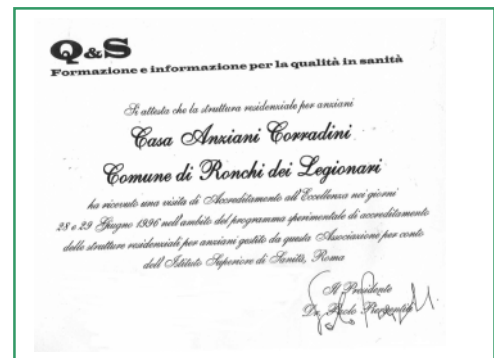 Q&S
Formazione e informazione per la qualità in sanità
Si attesta che la struttura residenziale per anziani
Casa Anziani Corradini
Comune di Ronchi dei Legionari
ha ricevuto una visita di Accreditamento all'Eccellenza nei giorni
28 e 29 Giugno 1996 nell'ambito del programma sperimentale di accreditamento
delle strutture residenziali per anziani gestito da questa Associazione per conto
dell'Istituto Superiore di Sanità, Roma
Il Presidente
Dr. Paolo